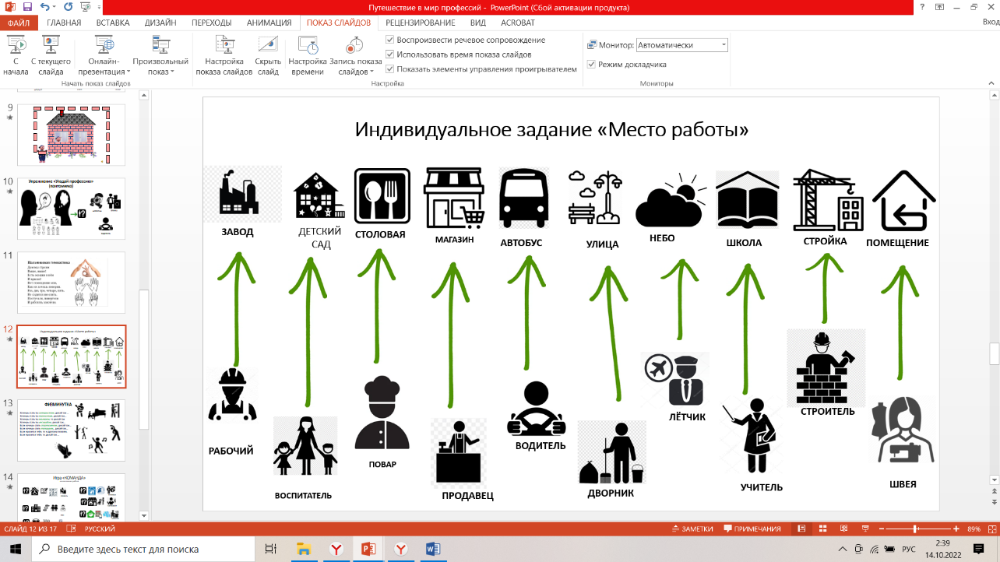 Путешествие в мир профессий - PowerPoint (Сбой активации продукта)
ФАЙЛ ГЛАВНАЯ ВСТАВКА ДИЗАЙН ПЕРЕХОДЫ АНИМАЦИЯ ПОКАЗ СЛАЙДОВ РЕЦЕНЗИРОВАНИЕ ВИД ACROBAT Вход
С начала
С текущего слайда
Онлайн-презентация
Произвольный показ
Начать показ слайдов
Настройка показа слайдов
Скрыть слайд
Настройка времени
Запись показа слайдов
Воспроизвести речевое сопровождение
Использовать время показа слайдов
Показать элементы управления проигрывателем
Настройка
Монитор: Автоматически
Режим докладчика
Мониторы
9
10
Упражнение «Угадай профессию»
(пантомима)
11
12
Индивидуальное задание «Место работы»
13
ФИЗМИНУТКА
14
Игра «КОМАНДА»
Индивидуальное задание «Место работы»
ЗАВОД
ДЕТСКИЙ
САД
СТОЛОВАЯ
МАГАЗИН
АВТОБУС
УЛИЦА
НЕБО
ШКОЛА
СТРОЙКА
ПОМЕЩЕНИЕ
РАБОЧИЙ
ВОСПИТАТЕЛЬ
ПОВАР
ПРОДАВЕЦ
ВОДИТЕЛЬ
ДВОРНИК
ЛЁТЧИК
УЧИТЕЛЬ
СТРОИТЕЛЬ
ШВЕЯ
СЛАЙД 12 ИЗ 17 РУССКИЙ ЗАМЕТКИ ПРИМЕЧАНИЯ 89%
Введите здесь текст для поиска
РУС
2:39
14.10.2022